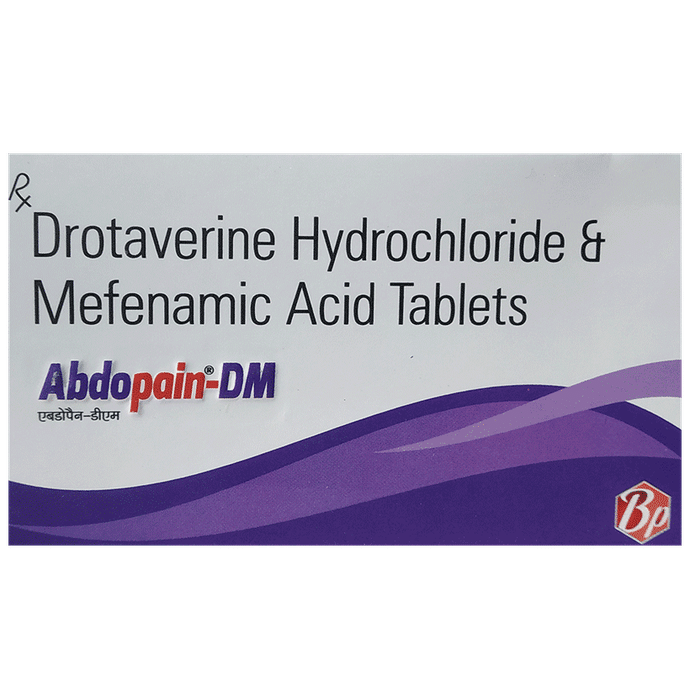 Rx
Drotaverine Hydrochloride &
Mefenamic Acid Tablets
Abdopain®-DM
एबडोपैन-डीएम
Bp